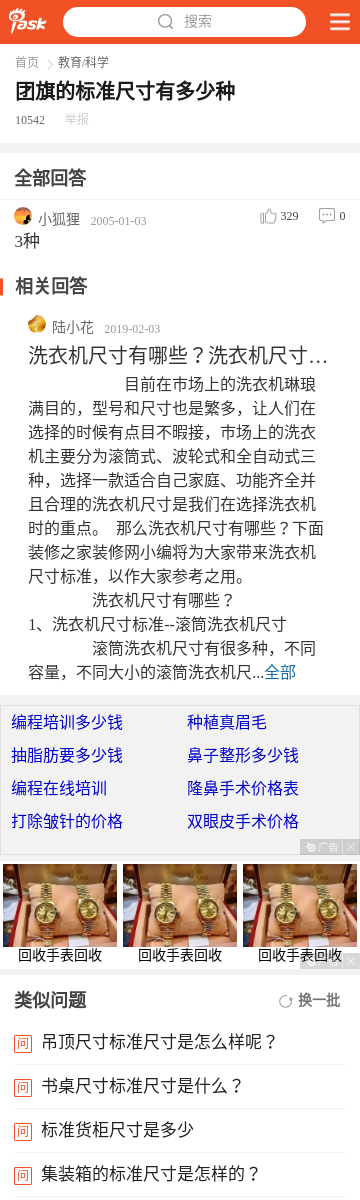 ask
搜索
首页 教育/科学
团旗的标准尺寸有多少种
10542 举报
全部回答
小狐狸 2005-01-03 329 0
3种
相关回答
陆小花 2019-02-03
洗衣机尺寸有哪些？洗衣机尺寸…
目前在市场上的洗衣机琳琅
满目的，型号和尺寸也是繁多，让人们在
选择的时候有点目不暇接，市场上的洗衣
机主要分为滚筒式、波轮式和全自动式三
种，选择一款适合自己家庭、功能齐全并
且合理的洗衣机尺寸是我们在选择洗衣机
时的重点。 那么洗衣机尺寸有哪些？下面
装修之家装修网小编将为大家带来洗衣机
尺寸标准，以作大家参考之用。
洗衣机尺寸有哪些？
1、洗衣机尺寸标准--滚筒洗衣机尺寸
滚筒洗衣机尺寸有很多种，不同
容量，不同大小的滚筒洗衣机尺...全部
编程培训多少钱 种植真眉毛
抽脂肪要多少钱 鼻子整形多少钱
编程在线培训 隆鼻手术价格表
打除皱针的价格 双眼皮手术价格
广告
回收手表回收 回收手表回收 回收手表回收
类似问题 换一批
问 吊顶尺寸标准尺寸是怎么样呢？
问 书桌尺寸标准尺寸是什么？
问 标准货柜尺寸是多少
问 集装箱的标准尺寸是怎样的？